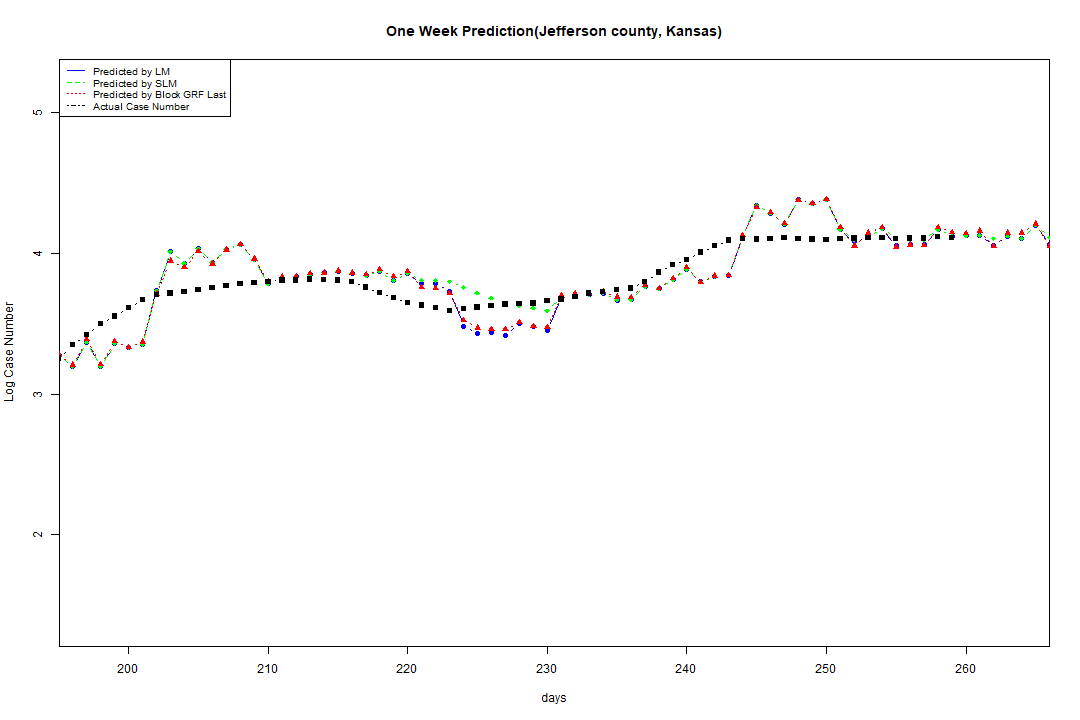 One Week Prediction(Jefferson county, Kansas)
Predicted by LM
Predicted by SLM
Predicted by Block GRF Last
Actual Case Number
5
4
3
2
Log Case Number
200 210 220 230 240 250 260
days